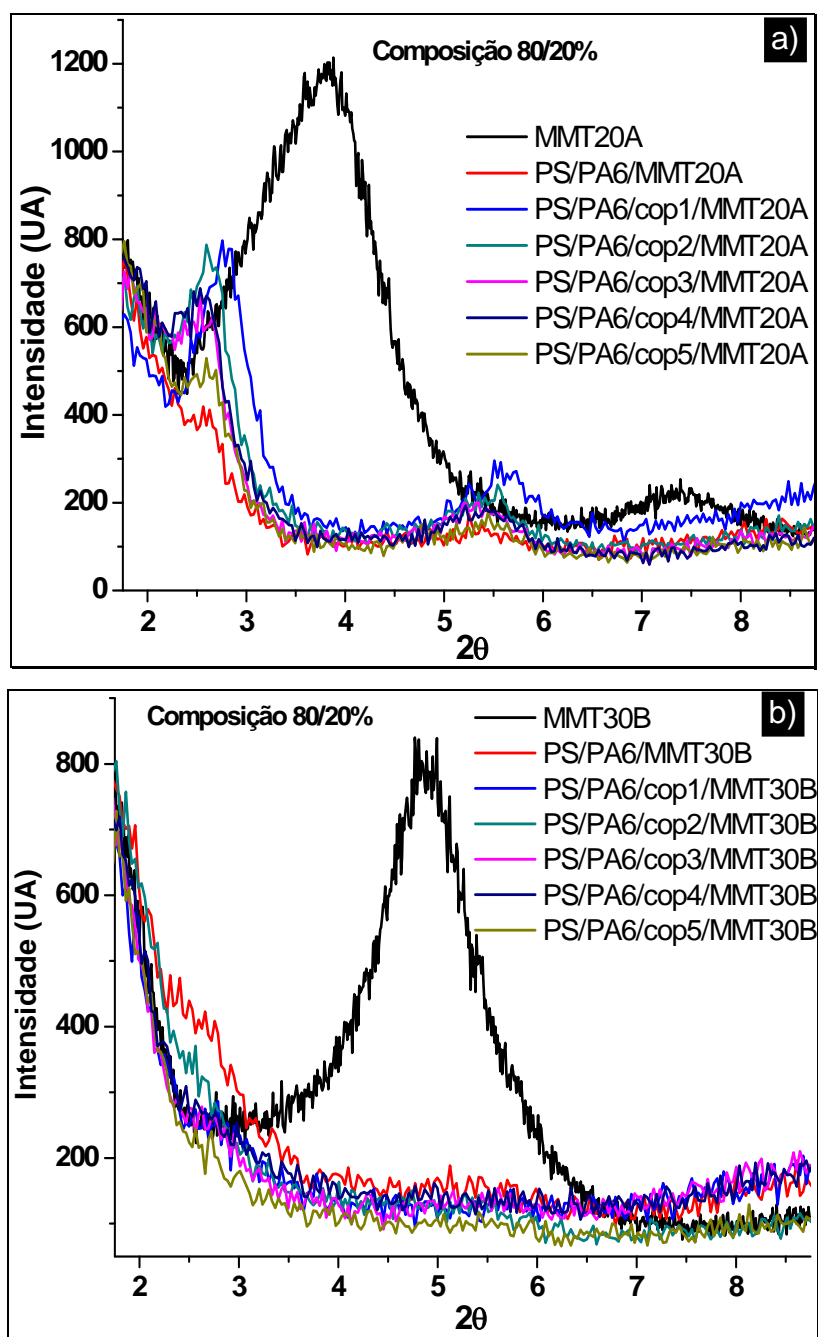 a)
Composição 80/20%
1200
1000
800
600
400
200
0
Intensidade (UA)
MMT20A
PS/PA6/MMT20A
PS/PA6/cop1/MMT20A
PS/PA6/cop2/MMT20A
PS/PA6/cop3/MMT20A
PS/PA6/cop4/MMT20A
PS/PA6/cop5/MMT20A
2 3 4 5 6 7 8
2θ
b)
Composição 80/20%
800
600
400
200
Intensidade (UA)
MMT30B
PS/PA6/MMT30B
PS/PA6/cop1/MMT30B
PS/PA6/cop2/MMT30B
PS/PA6/cop3/MMT30B
PS/PA6/cop4/MMT30B
PS/PA6/cop5/MMT30B
2 3 4 5 6 7 8
2θ